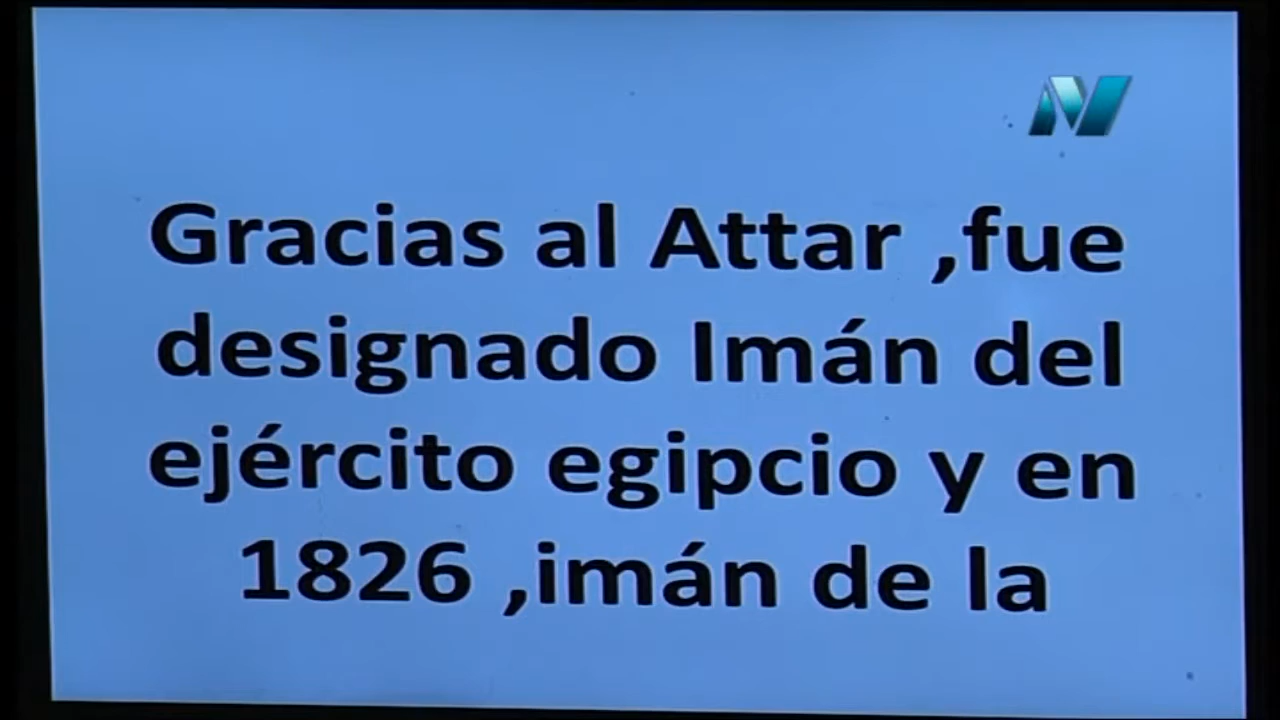 Gracias al Attar ,fue
designado Imán del
ejército egipcio y en
1826 ,imán de la